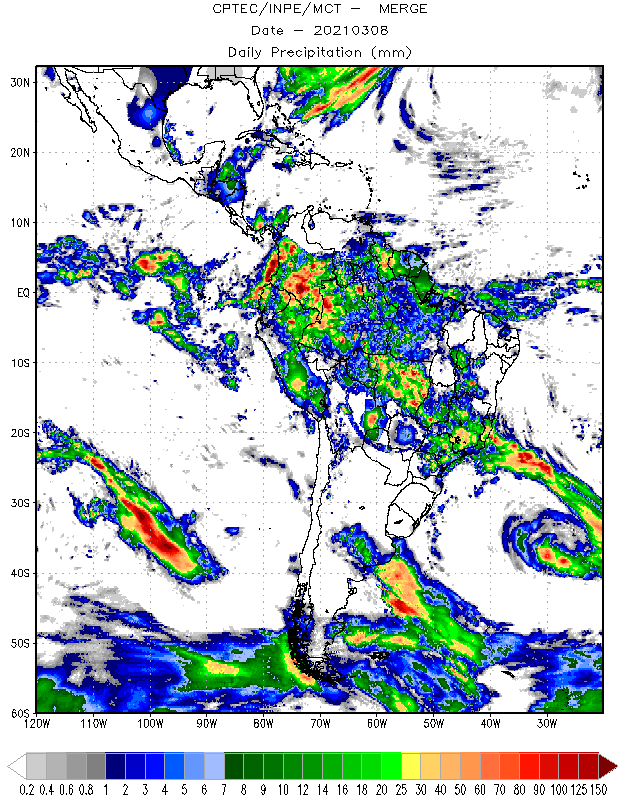 CPTEC/INPE/MCT - MERGE
Date - 20210308
Daily Precipitation (mm)
30N
20N
10N
EQ
10S
20S
30S
40S
50S
60S
120W 110W 100W 90W 80W 70W 60W 50W 40W 30W
0.2 0.4 0.6 0.8 1 2 3 4 5 6 7 8 9 10 12 14 16 18 20 25 30 40 50 60 70 80 90 100 125 150